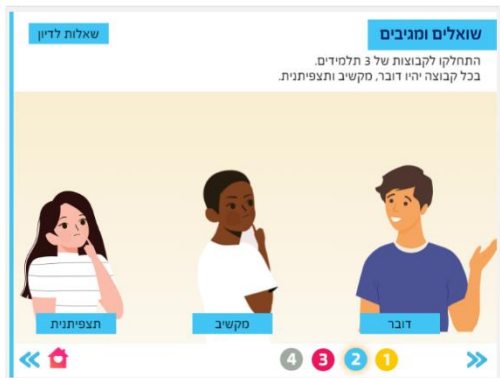 שואלים ומגיבים
שאלות לדיון
התחלקו לקבוצות של 3 תלמידים.
בכל קבוצה יהיו דובר, מקשיב ותצפיתנית.
דובר
מקשיב
תצפיתנית
1
2
3
4